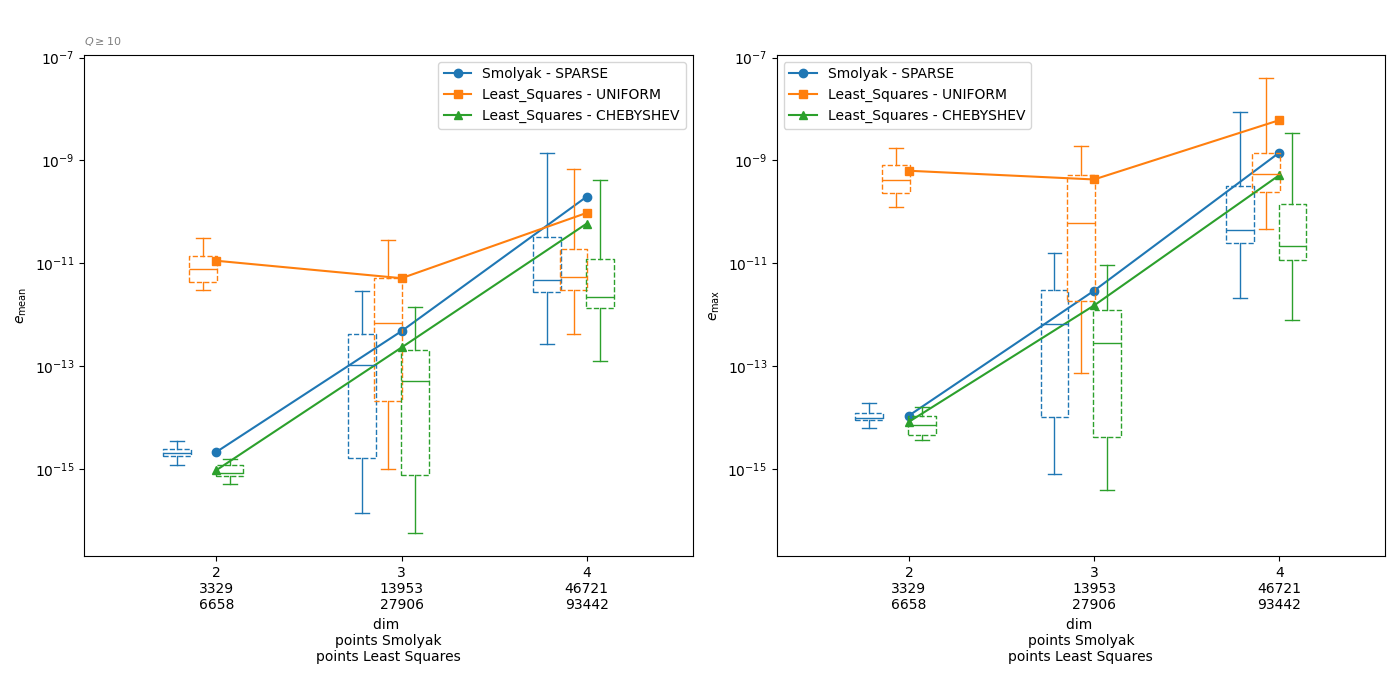 Q ≥ 10
10⁻⁷
10⁻⁹
10⁻¹¹
10⁻¹³
10⁻¹⁵
e_mean
Smolyak - SPARSE
Least_Squares - UNIFORM
Least_Squares - CHEBYSHEV
2 3 4
3329 13953 46721
6658 27906 93442
dim
points Smolyak
points Least Squares
10⁻⁷
10⁻⁹
10⁻¹¹
10⁻¹³
10⁻¹⁵
e_max
Smolyak - SPARSE
Least_Squares - UNIFORM
Least_Squares - CHEBYSHEV
2 3 4
3329 13953 46721
6658 27906 93442
dim
points Smolyak
points Least Squares